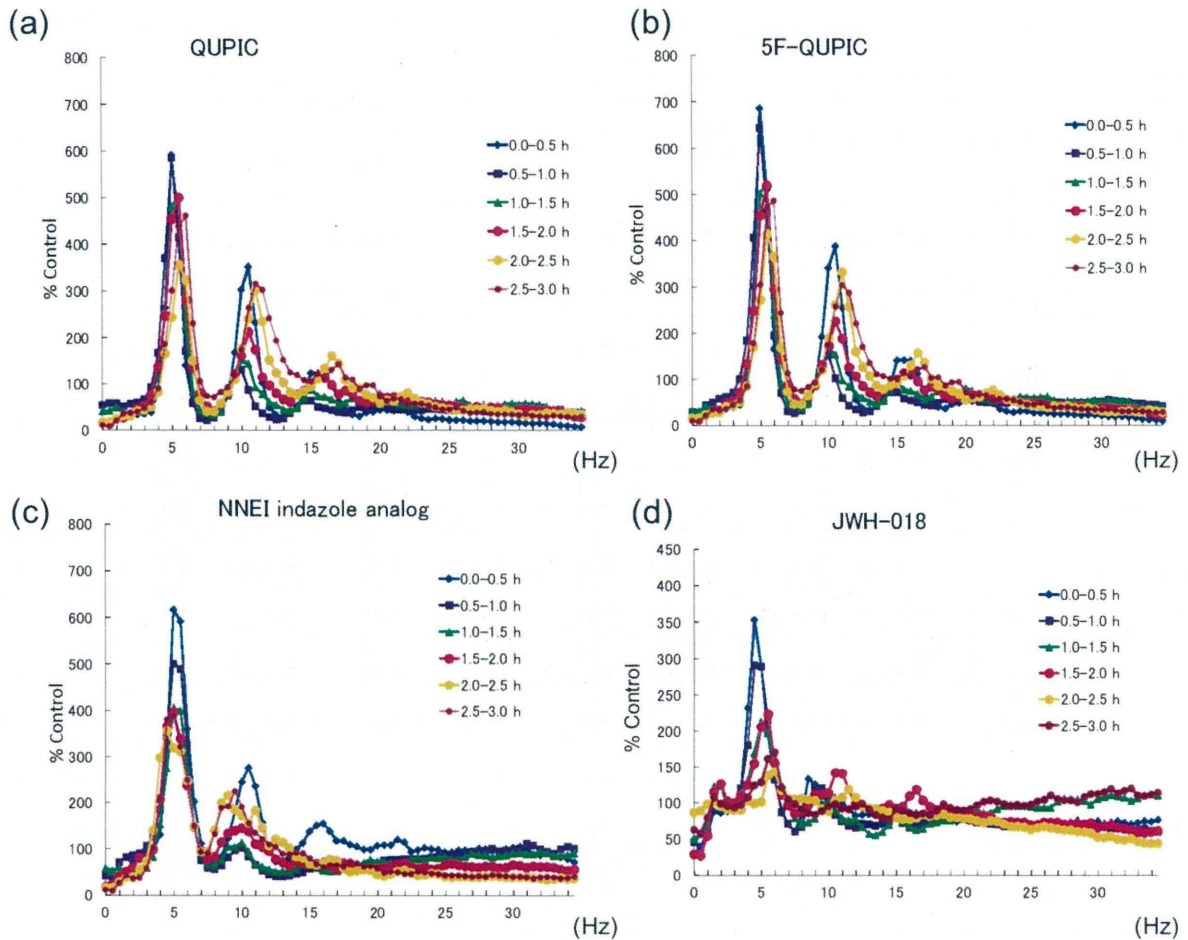 (a)
QUPIC
800
700
600
500
400
300
200
100
0
% Control
0.0-0.5 h
0.5-1.0 h
1.0-1.5 h
1.5-2.0 h
2.0-2.5 h
2.5-3.0 h
0 5 10 15 20 25 30
(Hz)
(b)
5F-QUPIC
800
700
600
500
400
300
200
100
0
% Control
0.0-0.5 h
0.5-1.0 h
1.0-1.5 h
1.5-2.0 h
2.0-2.5 h
2.5-3.0 h
0 5 10 15 20 25 30
(Hz)
(c)
NNEI indazole analog
800
700
600
500
400
300
200
100
0
% Control
0.0-0.5 h
0.5-1.0 h
1.0-1.5 h
1.5-2.0 h
2.0-2.5 h
2.5-3.0 h
0 5 10 15 20 25 30
(Hz)
(d)
JWH-018
450
400
350
300
250
200
150
100
50
0
% Control
0.0-0.5 h
0.5-1.0 h
1.0-1.5 h
1.5-2.0 h
2.0-2.5 h
2.5-3.0 h
0 5 10 15 20 25 30
(Hz)